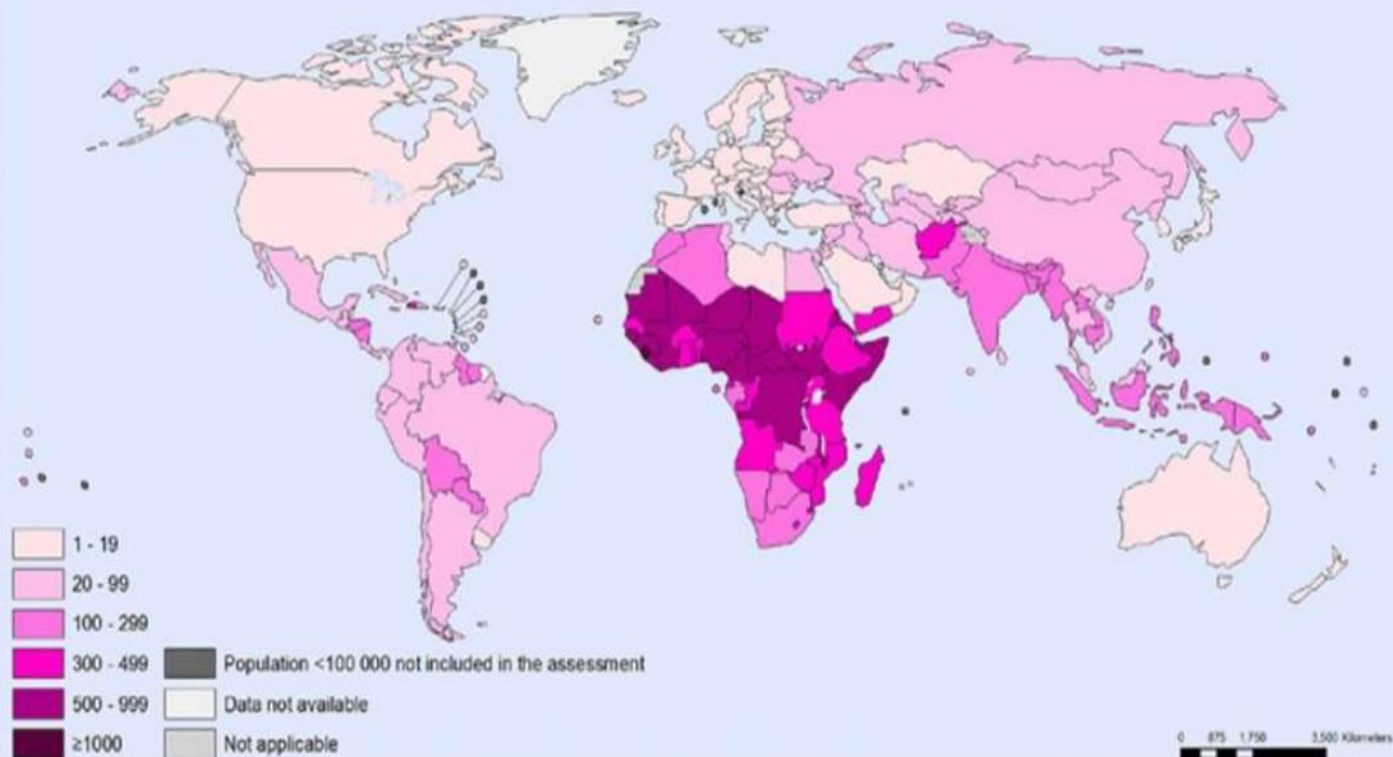 1 - 19
20 - 99
100 - 299
300 - 499
500 - 999
≥1000
Population <100 000 not included in the assessment
Data not available
Not applicable
0 875 1,750 3,500 Kilometers